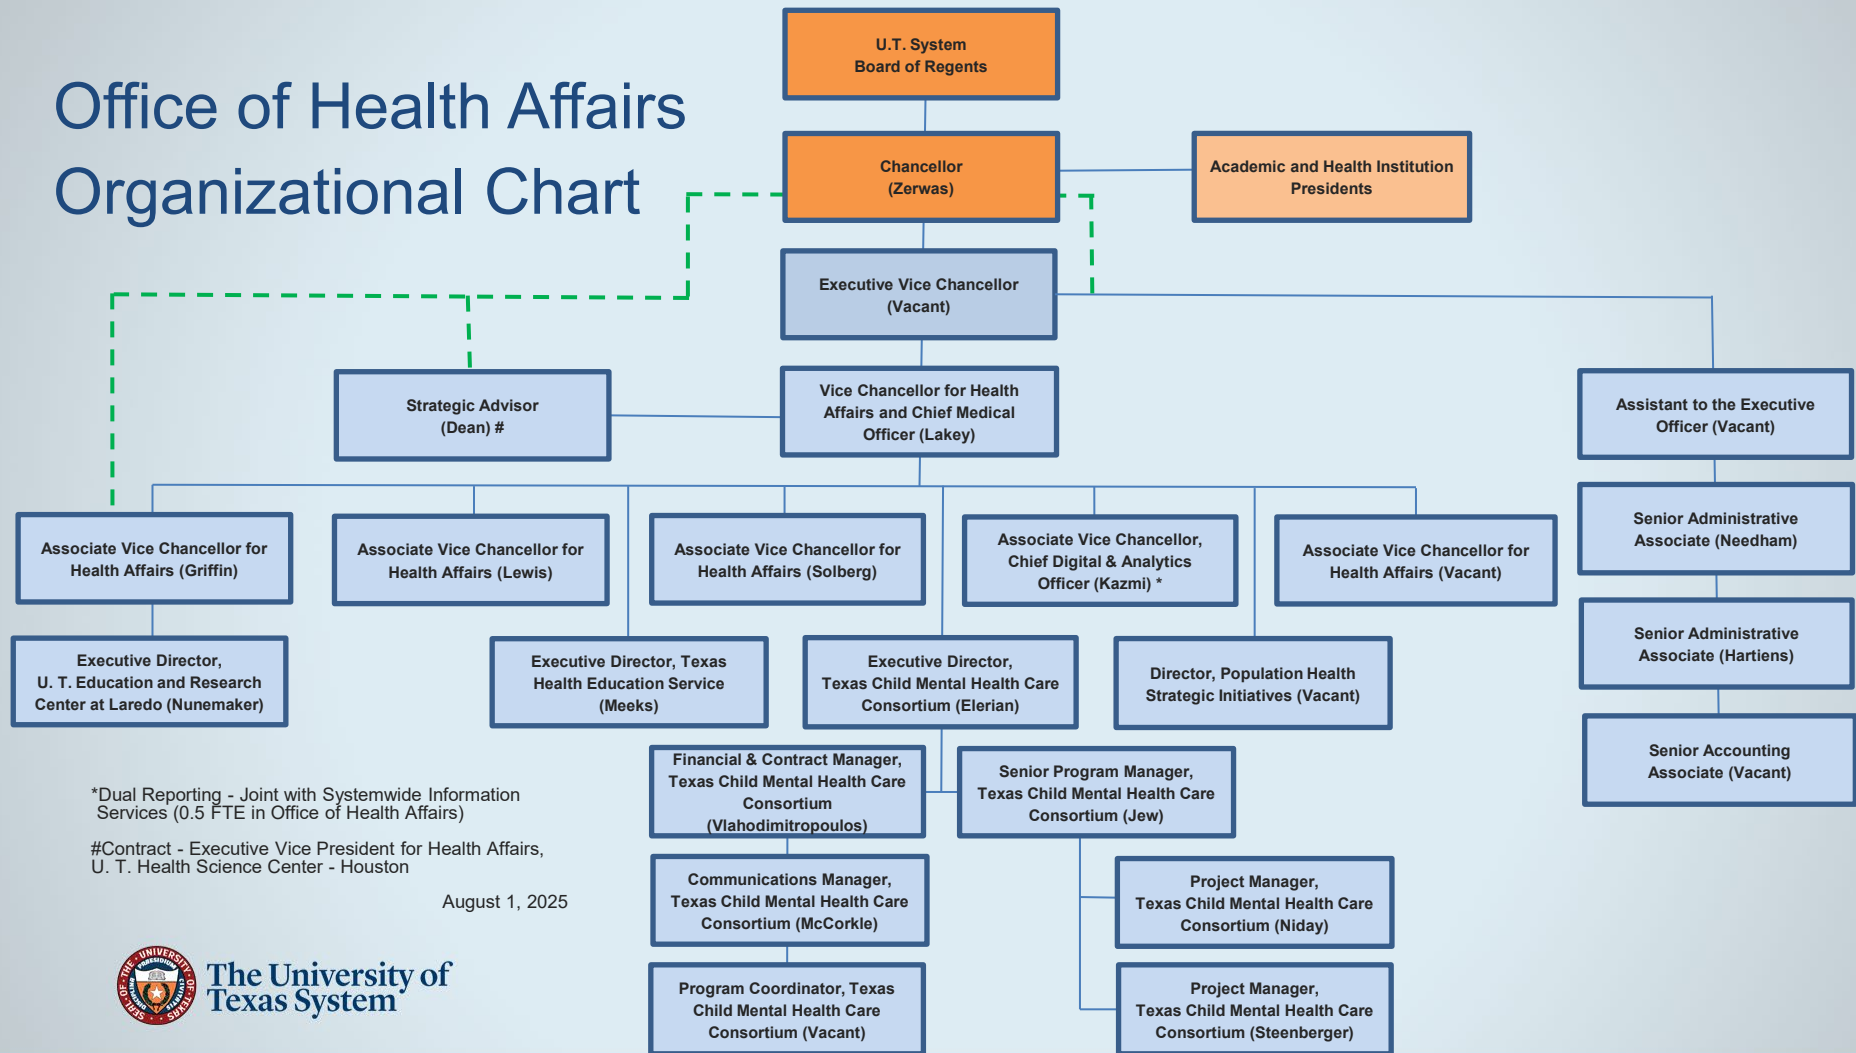 Office of Health Affairs
Organizational Chart
U.T. System
Board of Regents
Chancellor
(Zerwas)
Academic and Health Institution
Presidents
Executive Vice Chancellor
(Vacant)
Strategic Advisor
(Dean) #
Vice Chancellor for Health
Affairs and Chief Medical
Officer (Lakey)
Assistant to the Executive
Officer (Vacant)
Associate Vice Chancellor for
Health Affairs (Griffin)
Associate Vice Chancellor for
Health Affairs (Lewis)
Associate Vice Chancellor for
Health Affairs (Solberg)
Associate Vice Chancellor,
Chief Digital & Analytics
Officer (Kazmi) *
Associate Vice Chancellor for
Health Affairs (Vacant)
Senior Administrative
Associate (Needham)
Executive Director,
U. T. Education and Research
Center at Laredo (Nunemaker)
Executive Director, Texas
Health Education Service
(Meeks)
Executive Director,
Texas Child Mental Health Care
Consortium (Elerian)
Director, Population Health
Strategic Initiatives (Vacant)
Senior Administrative
Associate (Hartiens)
Financial & Contract Manager,
Texas Child Mental Health Care
Consortium
(Vlahodimitropoulos)
Senior Program Manager,
Texas Child Mental Health Care
Consortium (Jew)
Senior Accounting
Associate (Vacant)
*Dual Reporting - Joint with Systemwide Information
Services (0.5 FTE in Office of Health Affairs)
#Contract - Executive Vice President for Health Affairs,
U. T. Health Science Center - Houston
August 1, 2025
Communications Manager,
Texas Child Mental Health Care
Consortium (McCorkle)
Project Manager,
Texas Child Mental Health Care
Consortium (Niday)
Program Coordinator, Texas
Child Mental Health Care
Consortium (Vacant)
Project Manager,
Texas Child Mental Health Care
Consortium (Steenberger)
SEAL · OF · THE · UNIVERSITY · OF · TEXAS
PRAESIDIUM
CIVITATIS
DISCIPLINA
The University of
Texas System